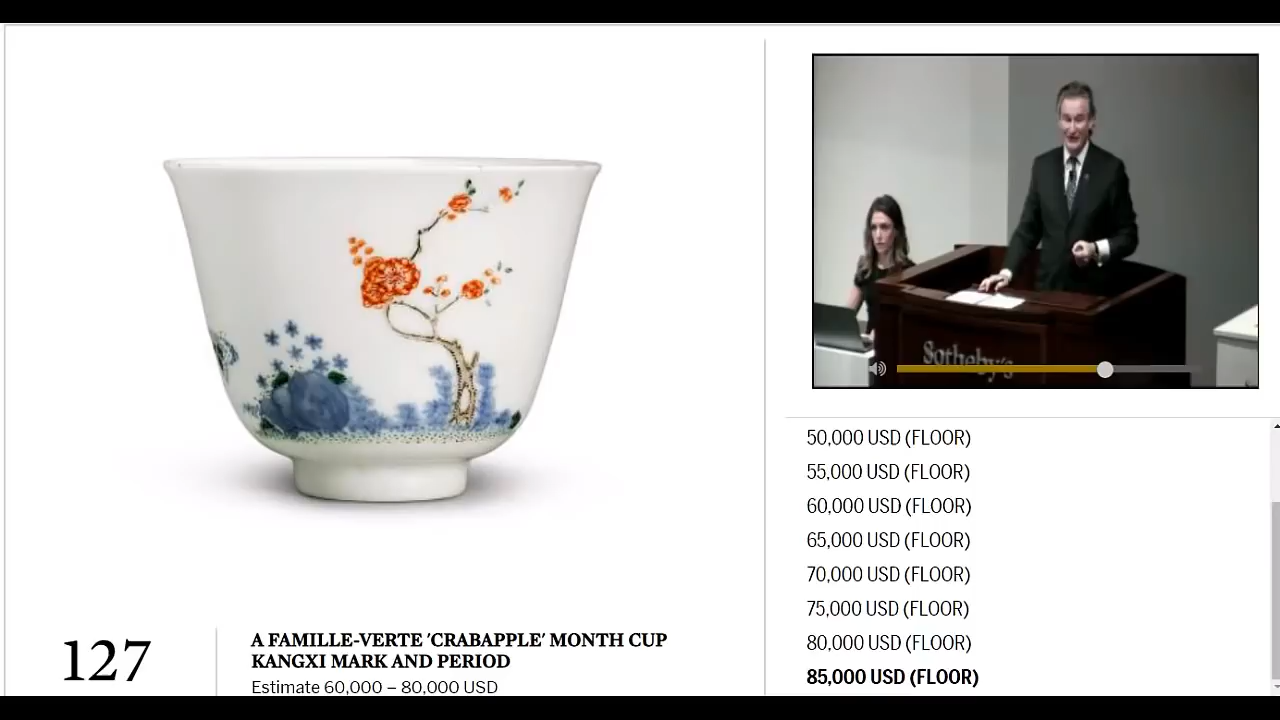 127
A FAMILLE-VERTE 'CRABAPPLE' MONTH CUP
KANGXI MARK AND PERIOD
Estimate 60,000 – 80,000 USD
Sotheby's
50,000 USD (FLOOR)
55,000 USD (FLOOR)
60,000 USD (FLOOR)
65,000 USD (FLOOR)
70,000 USD (FLOOR)
75,000 USD (FLOOR)
80,000 USD (FLOOR)
85,000 USD (FLOOR)